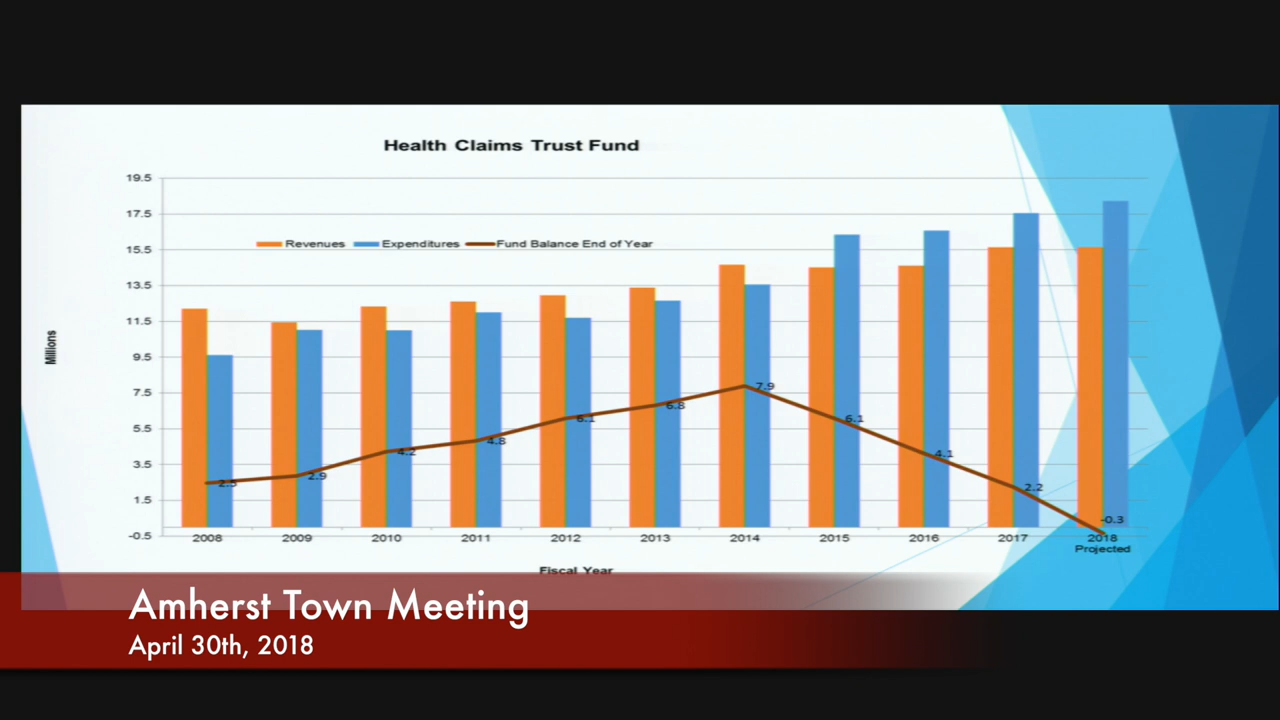 Health Claims Trust Fund
19.5
17.5
Revenues Expenditures Fund Balance End of Year
15.5
13.5
11.5
Millions
9.5
7.5
7.9
6.8
6.1
6.1
5.5
4.8
4.2
4.1
3.5
2.9
2.5
2.2
1.5
-0.3
-0.5
2008 2009 2010 2011 2012 2013 2014 2015 2016 2017 2018
Projected
Fiscal Year
Amherst Town Meeting
April 30th, 2018